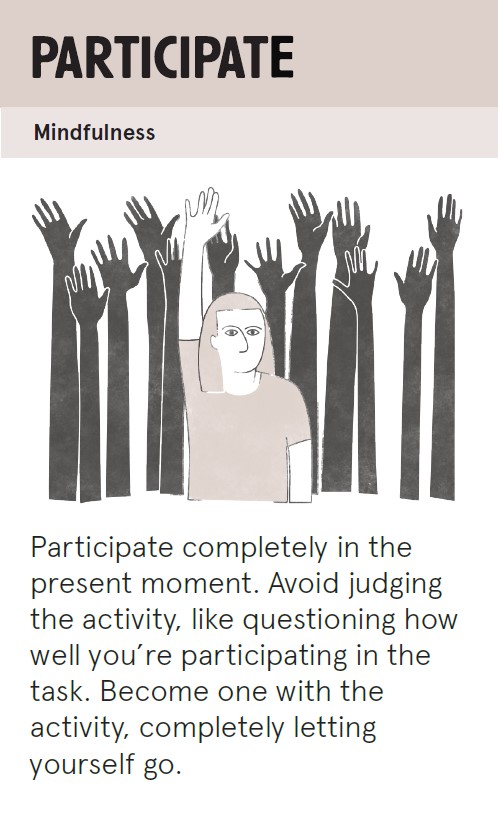 PARTICIPATE
Mindfulness
Participate completely in the
present moment. Avoid judging
the activity, like questioning how
well you’re participating in the
task. Become one with the
activity, completely letting
yourself go.